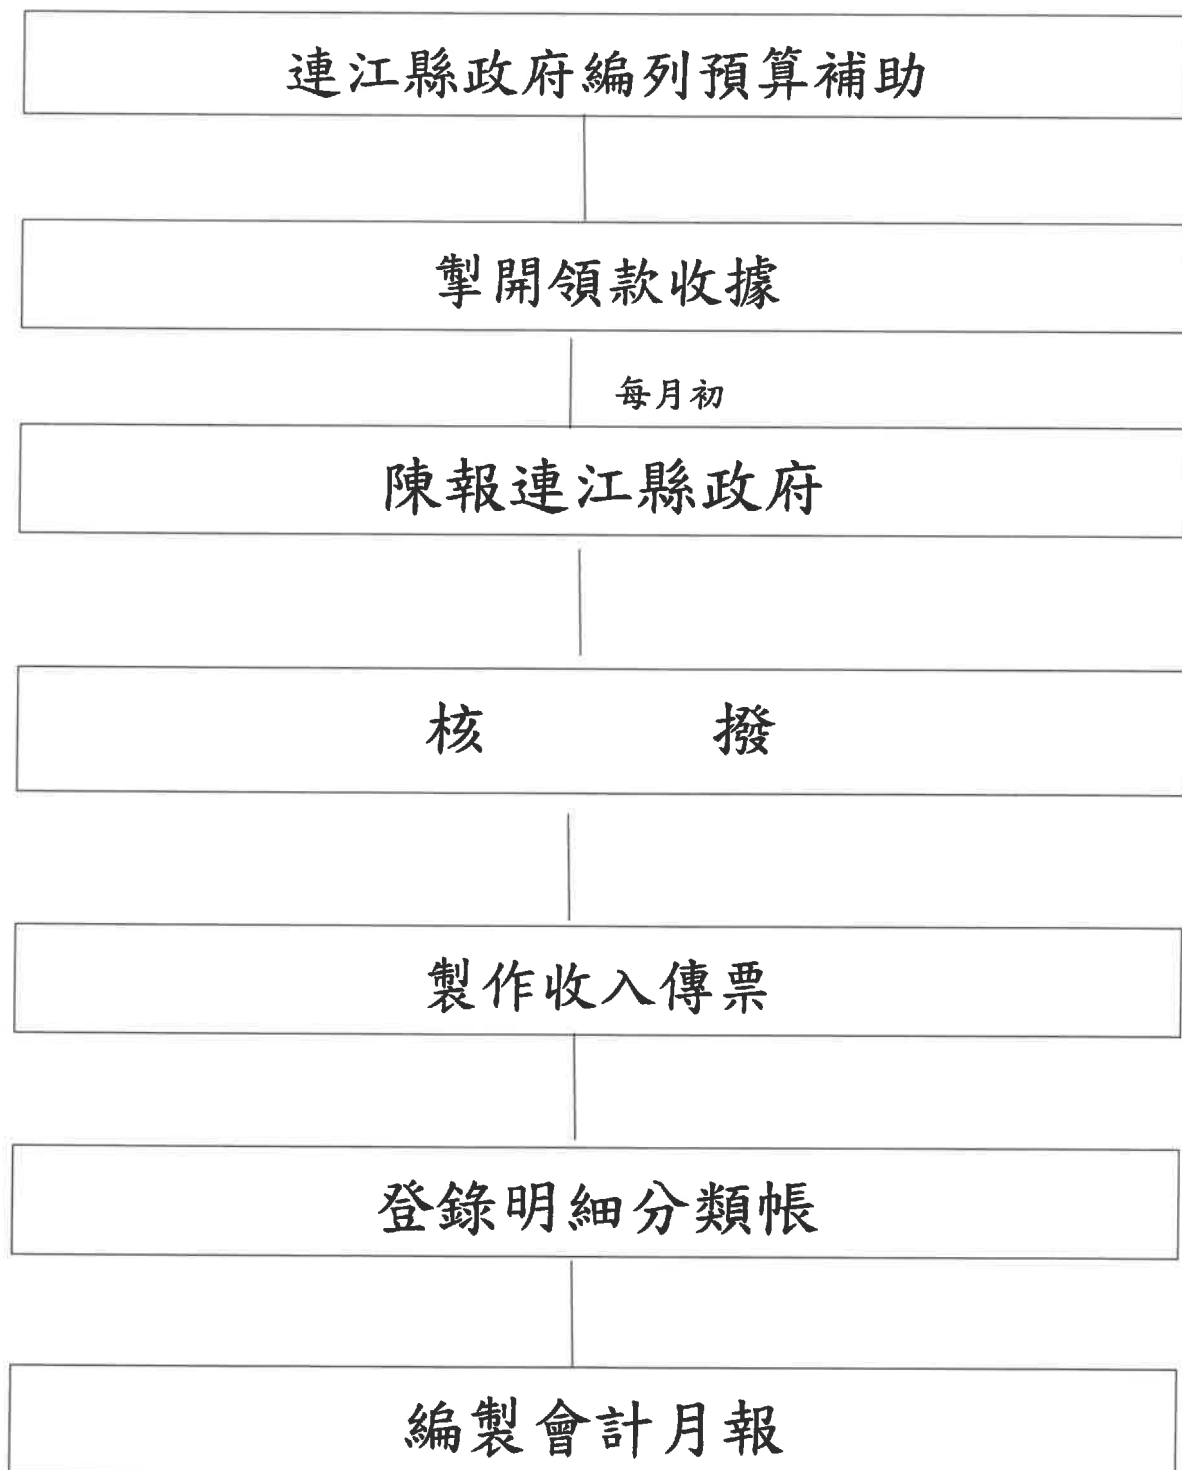 連江縣政府編列預算補助
掣開領款收據
每月初
陳報連江縣政府
核　　　　撥
製作收入傳票
登錄明細分類帳
編製會計月報